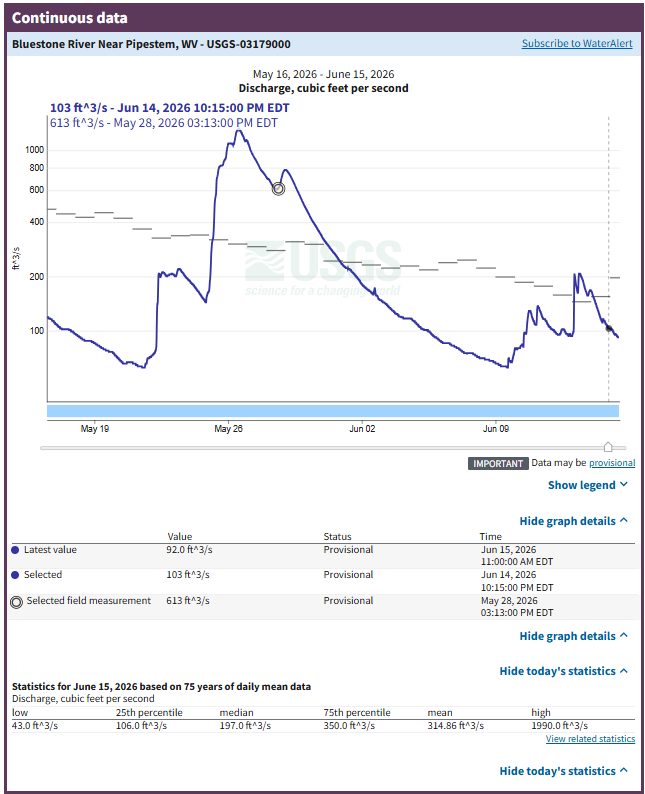 Continuous data
Bluestone River Near Pipestem, WV - USGS-03179000
Subscribe to WaterAlert
May 16, 2026 - June 15, 2026
Discharge, cubic feet per second
103 ft^3/s - Jun 14, 2026 10:15:00 PM EDT
613 ft^3/s - May 28, 2026 03:13:00 PM EDT
1000
800
600
400
200
100
ft^3/s
USGS
science for a changing world
May 19
May 26
Jun 02
Jun 09
IMPORTANT Data may be provisional
Show legend
Hide graph details
Value Status Time
Latest value 92.0 ft^3/s Provisional Jun 15, 2026
11:00:00 AM EDT
Selected 103 ft^3/s Provisional Jun 14, 2026
10:15:00 PM EDT
Selected field measurement 613 ft^3/s Provisional May 28, 2026
03:13:00 PM EDT
Hide graph details
Hide today's statistics
Statistics for June 15, 2026 based on 75 years of daily mean data
Discharge, cubic feet per second
low 25th percentile median 75th percentile mean high
43.0 ft^3/s 106.0 ft^3/s 197.0 ft^3/s 350.0 ft^3/s 314.86 ft^3/s 1990.0 ft^3/s
View related statistics
Hide today's statistics